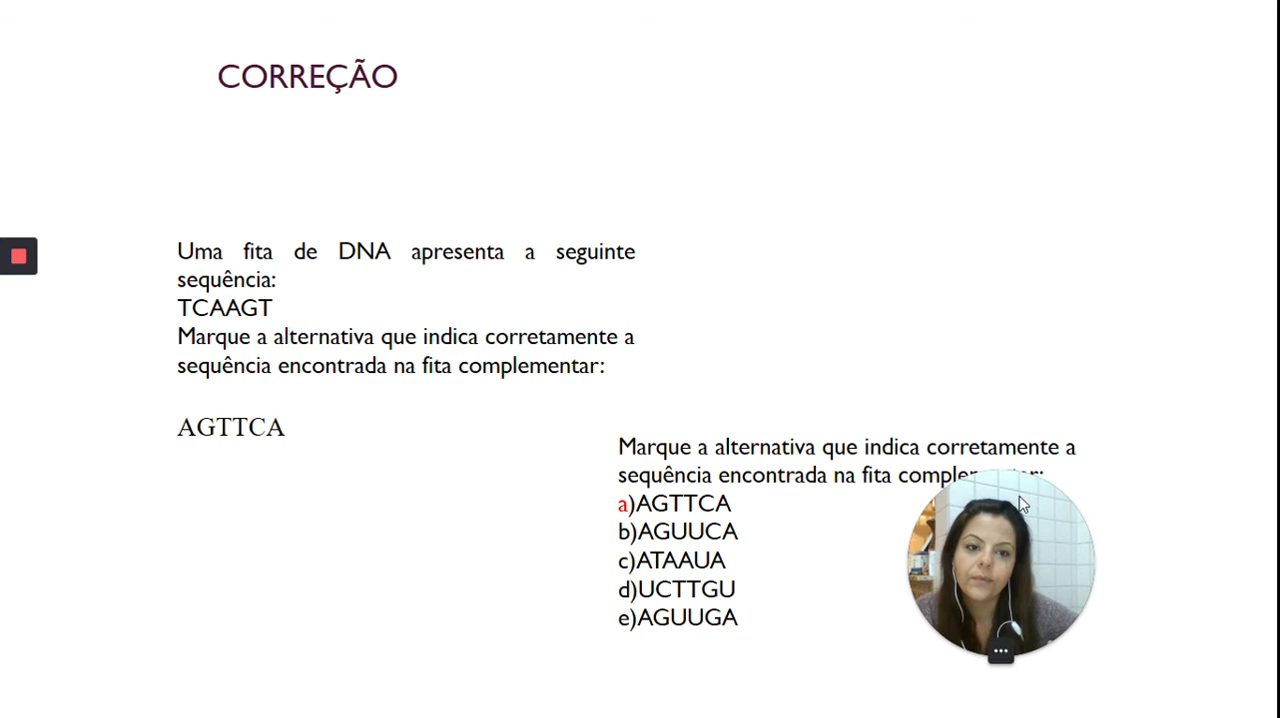 CORREÇÃO
Uma fita de DNA apresenta a seguinte
sequência:
TCAAGT
Marque a alternativa que indica corretamente a
sequência encontrada na fita complementar:
AGTTCA
Marque a alternativa que indica corretamente a
sequência encontrada na fita
a)AGTTCA
b)AGUUCA
c)ATAAUA
d)UCTTGU
e)AGUUGA